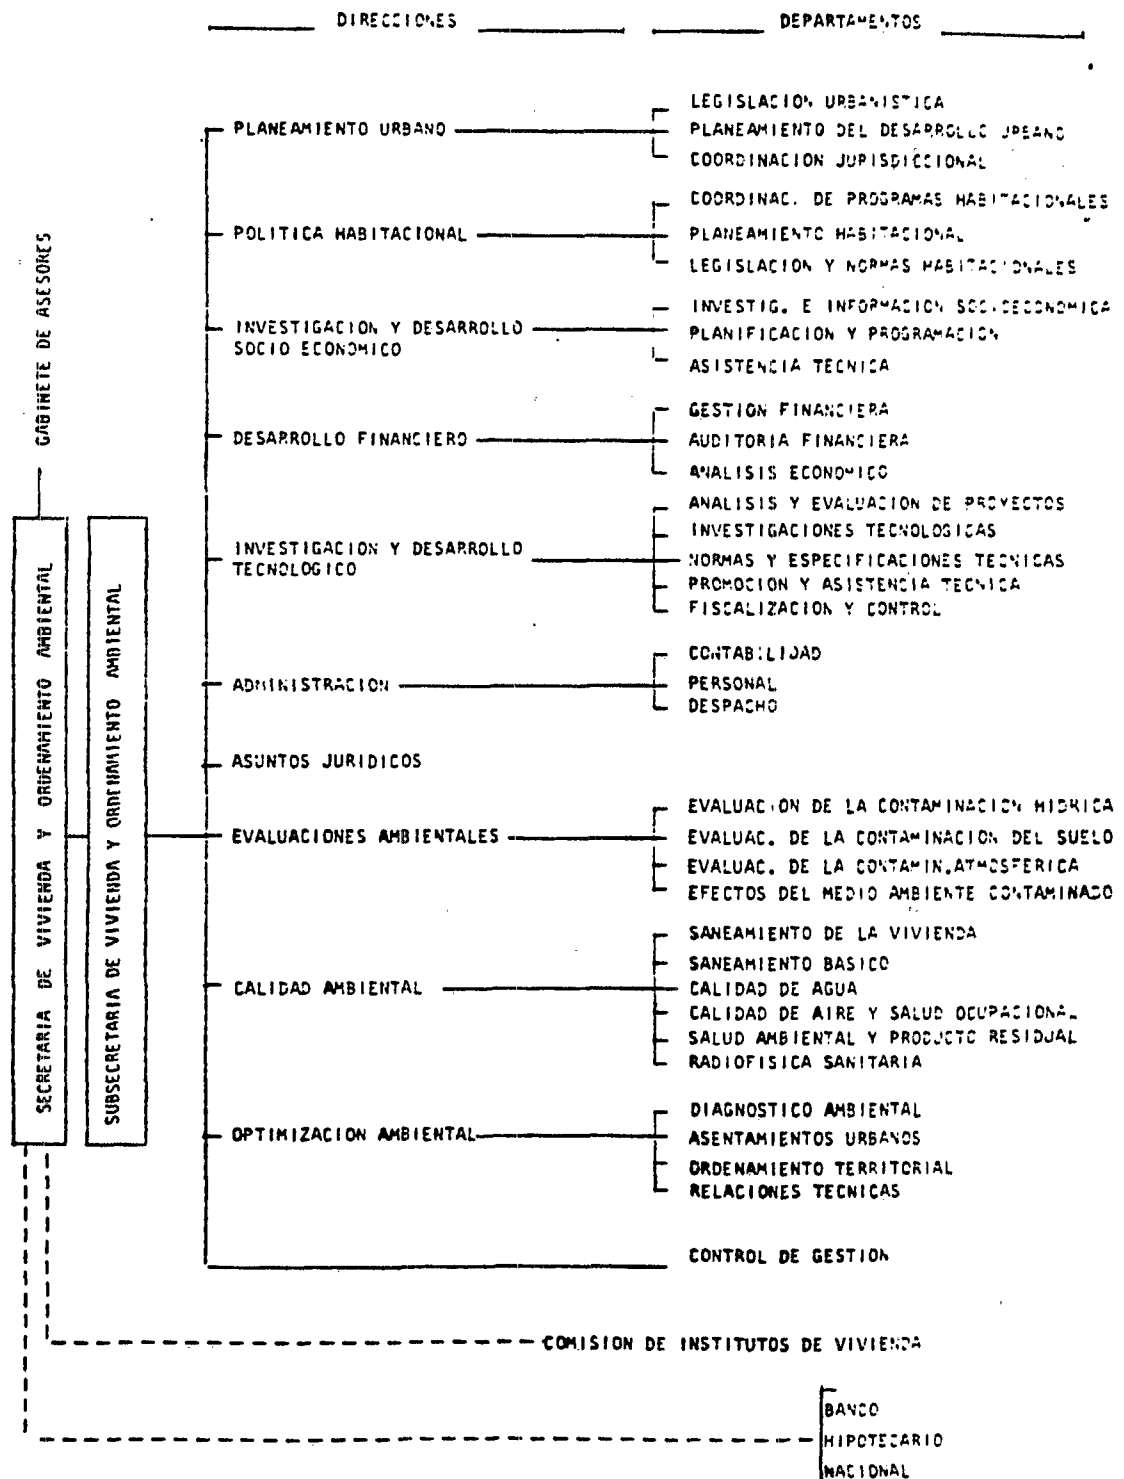 DIRECCIONES
DEPARTAMENTOS
GABINETE DE ASESORES
SECRETARIA DE VIVIENDA Y ORDENAMIENTO AMBIENTAL
SUBSECRETARIA DE VIVIENDA Y ORDENAMIENTO AMBIENTAL
PLANEAMIENTO URBANO
LEGISLACION URBANISTICA
PLANEAMIENTO DEL DESARROLLO URBANO
COORDINACION JURISDICCIONAL
POLITICA HABITACIONAL
COORDINAC. DE PROGRAMAS HABITACIONALES
PLANEAMIENTO HABITACIONAL
LEGISLACION Y NORMAS HABITACIONALES
INVESTIGACION Y DESARROLLO
SOCIO ECONOMICO
INVESTIG. E INFORMACION SOCIOECONOMICA
PLANIFICACION Y PROGRAMACION
ASISTENCIA TECNICA
DESARROLLO FINANCIERO
GESTION FINANCIERA
AUDITORIA FINANCIERA
ANALISIS ECONOMICO
INVESTIGACION Y DESARROLLO
TECNOLOGICO
ANALISIS Y EVALUACION DE PROYECTOS
INVESTIGACIONES TECNOLOGICAS
NORMAS Y ESPECIFICACIONES TECNICAS
PROMOCION Y ASISTENCIA TECNICA
FISCALIZACION Y CONTROL
ADMINISTRACION
CONTABILIDAD
PERSONAL
DESPACHO
ASUNTOS JURIDICOS
EVALUACIONES AMBIENTALES
EVALUACION DE LA CONTAMINACION HIDRICA
EVALUAC. DE LA CONTAMINACION DEL SUELO
EVALUAC. DE LA CONTAMIN.ATMOSFERICA
EFECTOS DEL MEDIO AMBIENTE CONTAMINADO
CALIDAD AMBIENTAL
SANEAMIENTO DE LA VIVIENDA
SANEAMIENTO BASICO
CALIDAD DE AGUA
CALIDAD DE AIRE Y SALUD OCUPACIONAL
SALUD AMBIENTAL Y PRODUCTO RESIDUAL
RADIOFISICA SANITARIA
OPTIMIZACION AMBIENTAL
DIAGNOSTICO AMBIENTAL
ASENTAMIENTOS URBANOS
ORDENAMIENTO TERRITORIAL
RELACIONES TECNICAS
CONTROL DE GESTION
COMISION DE INSTITUTOS DE VIVIENDA
BANCO
HIPOTECARIO
NACIONAL